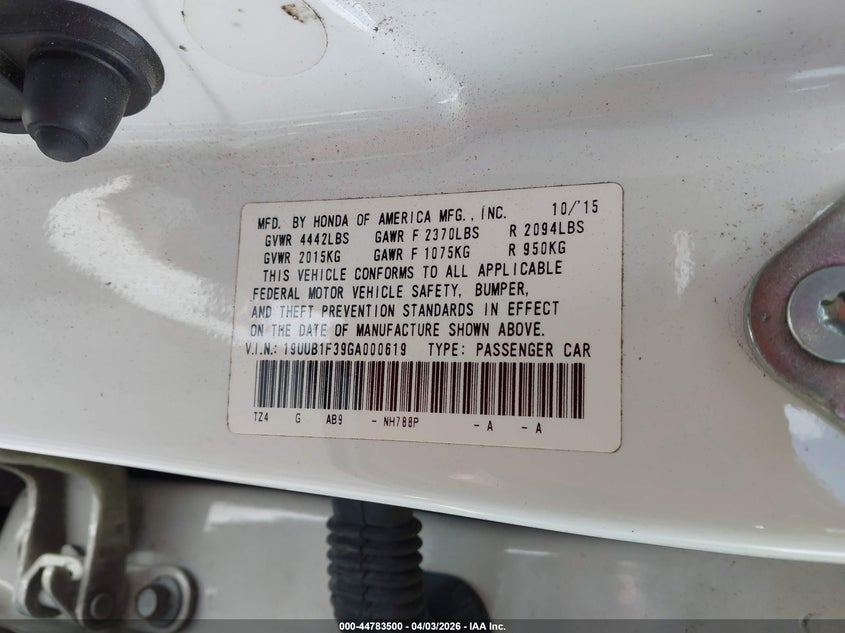 MFD. BY HONDA OF AMERICA MFG., INC. 10/'15
GVWR 4442LBS GAWR F 2370LBS R 2094LBS
GVWR 2015KG GAWR F 1075KG R 950KG
THIS VEHICLE CONFORMS TO ALL APPLICABLE
FEDERAL MOTOR VEHICLE SAFETY, BUMPER,
AND THEFT PREVENTION STANDARDS IN EFFECT
ON THE DATE OF MANUFACTURE SHOWN ABOVE.
V.I.N.: 19UUB1F39GA000619 TYPE: PASSENGER CAR
TZ4 G AB9 - NH788P - A - A
000-44783500 - 04/03/2026 - IAA Inc.